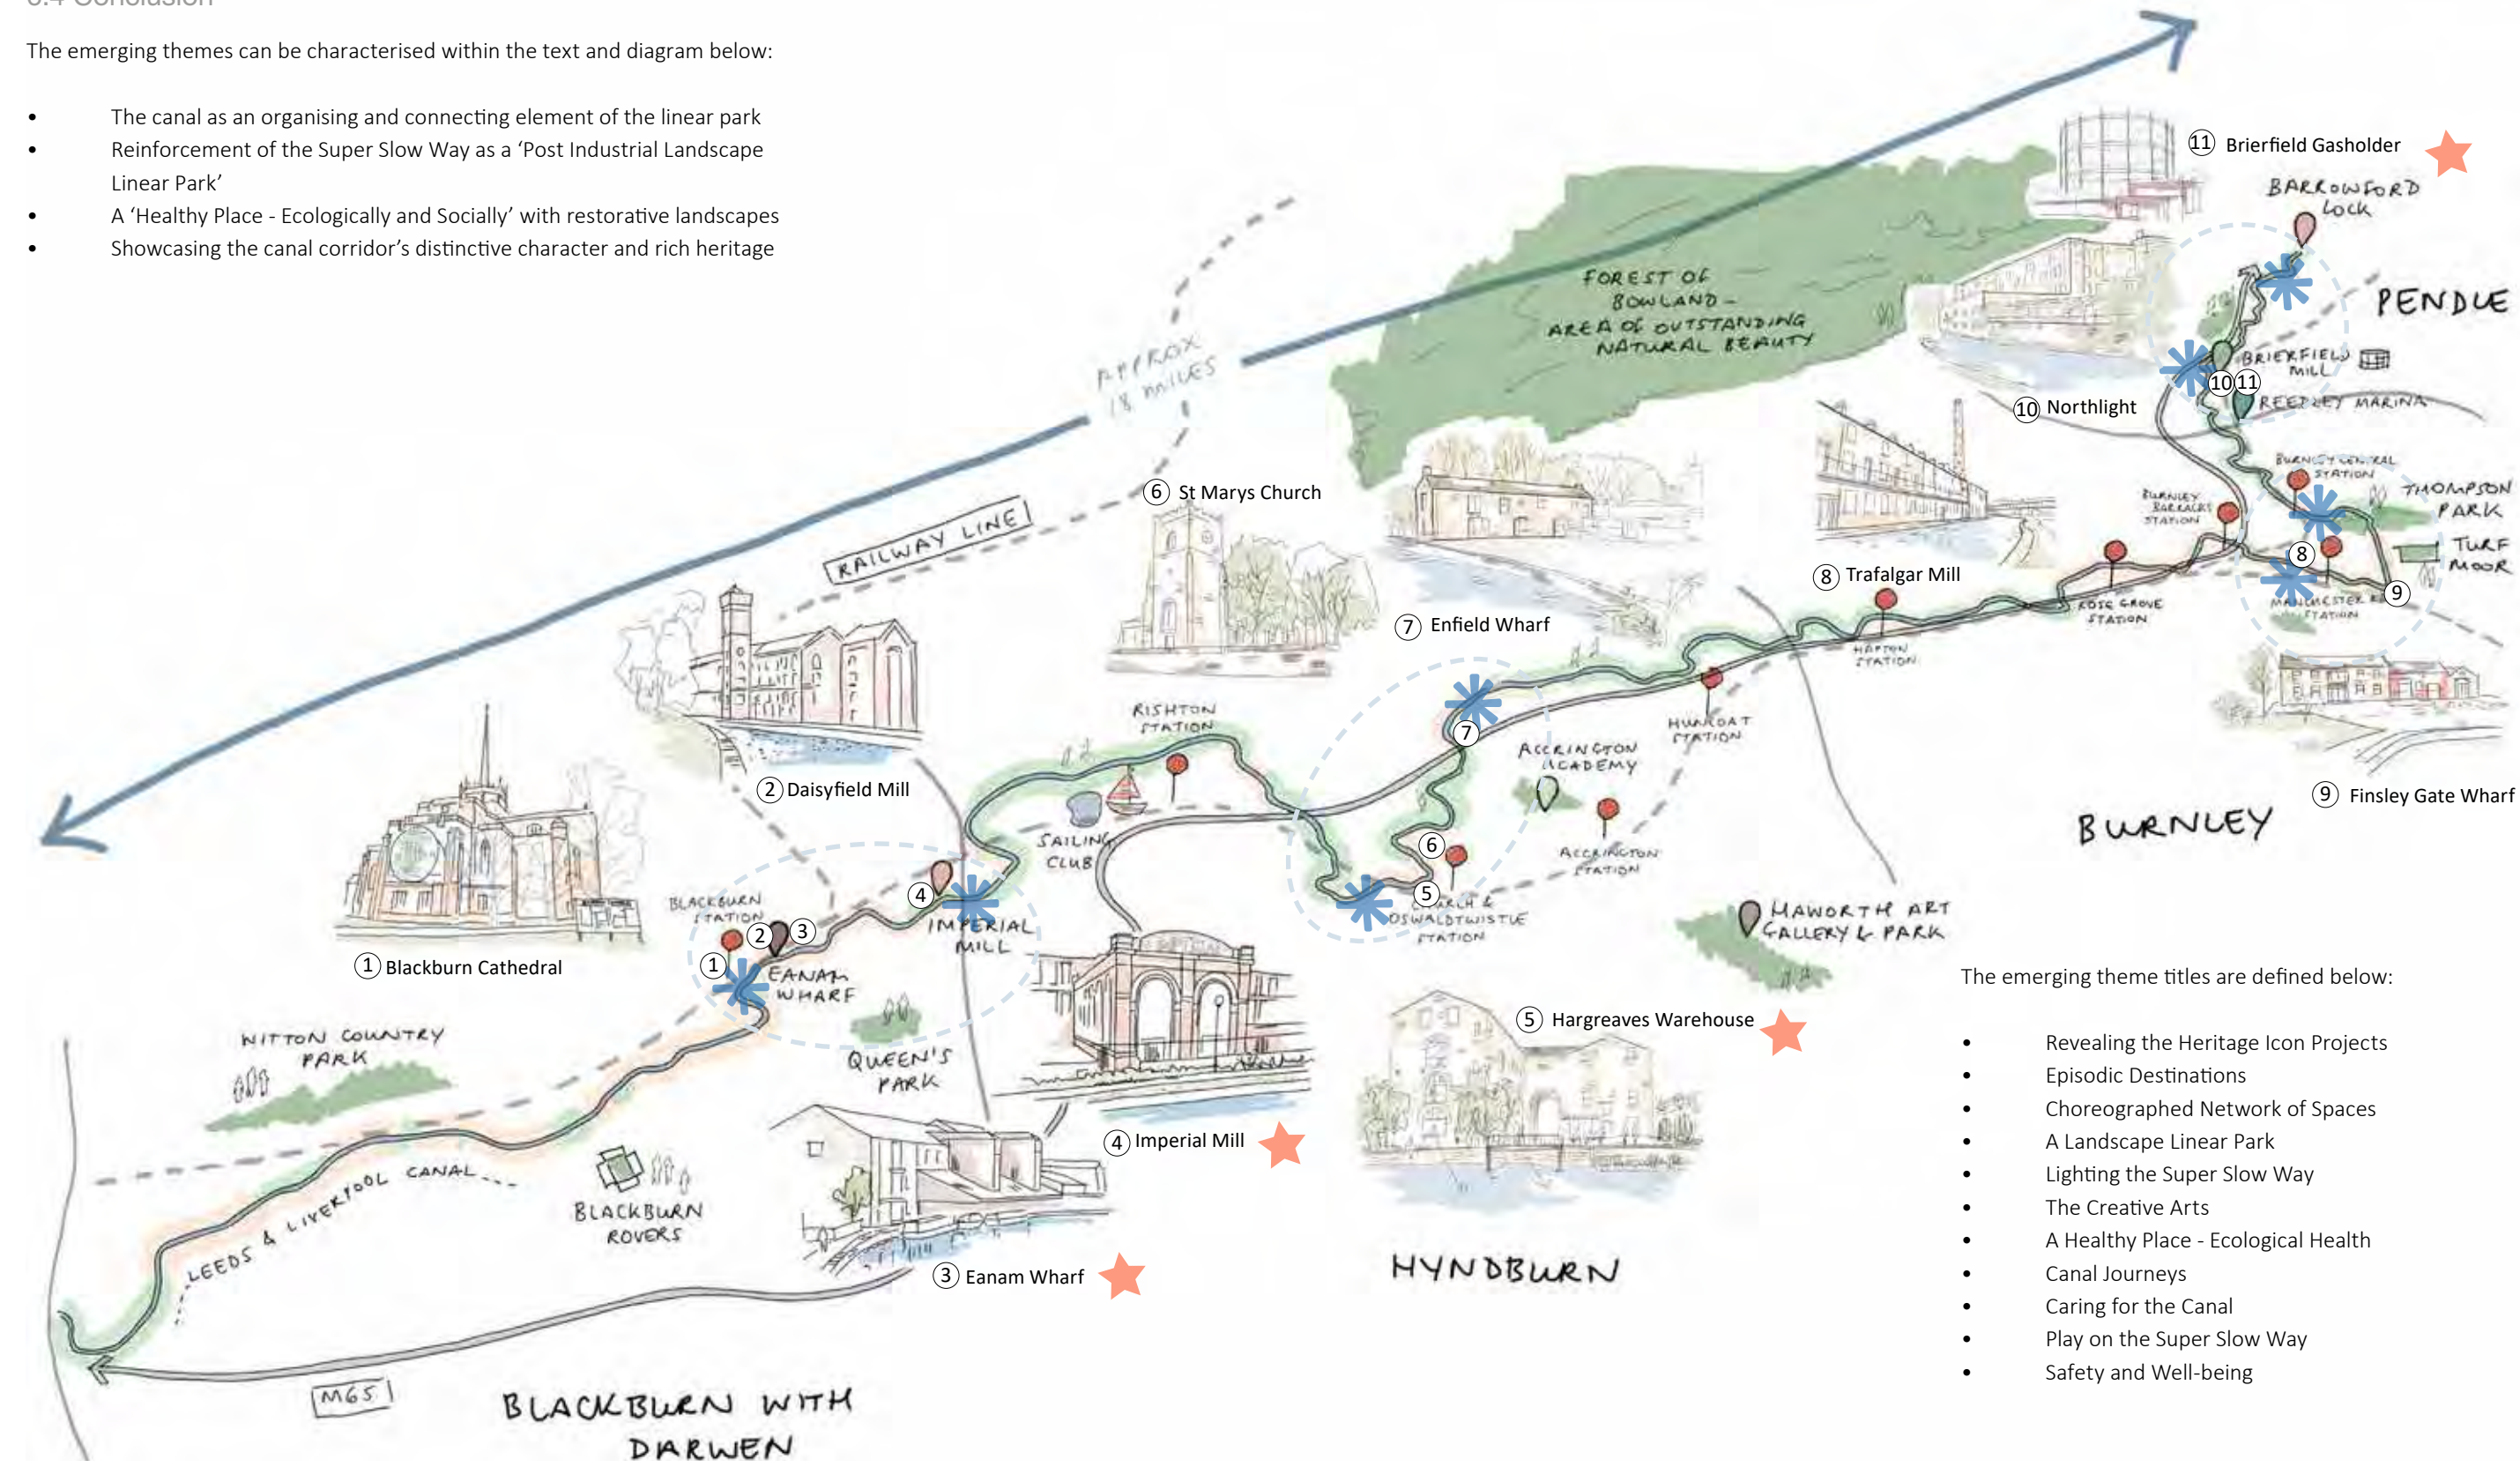 The emerging themes can be characterised within the text and diagram below:
• The canal as an organising and connecting element of the linear park
• Reinforcement of the Super Slow Way as a ‘Post Industrial Landscape
Linear Park’
• A ‘Healthy Place - Ecologically and Socially’ with restorative landscapes
• Showcasing the canal corridor’s distinctive character and rich heritage
APPROX
18 MILES
RAILWAY LINE
FOREST OF
BOWLAND -
AREA OF OUTSTANDING
NATURAL BEAUTY
11 Brierfield Gasholder
BARROWFORD
LOCK
PENDLE
BRIERFIELD
MILL
10 11
REEDLEY MARINA
10 Northlight
BURNLEY CENTRAL
STATION
THOMPSON
PARK
BURNLEY
BARRACKS
STATION
TURF
MOOR
8
9
MANCHESTER
STATION
ROSE GROVE
STATION
8 Trafalgar Mill
HAPTON
STATION
9 Finsley Gate Wharf
BURNLEY
6 St Marys Church
7 Enfield Wharf
7
HUNCOAT
STATION
ACCRINGTON
ACADEMY
ACCRINGTON
STATION
6
5
CHURCH &
OSWALDTWISTLE
STATION
RISHTON
STATION
SAILING
CLUB
2 Daisyfield Mill
4
IMPERIAL
MILL
BLACKBURN
STATION
2 3
1
EANAM
WHARF
1 Blackburn Cathedral
QUEEN'S
PARK
WITTON COUNTRY
PARK
LEEDS & LIVERPOOL CANAL
BLACKBURN
ROVERS
4 Imperial Mill
3 Eanam Wharf
5 Hargreaves Warehouse
HAWORTH ART
GALLERY & PARK
HYNDBURN
M65
BLACKBURN WITH
DARWEN
The emerging theme titles are defined below:
• Revealing the Heritage Icon Projects
• Episodic Destinations
• Choreographed Network of Spaces
• A Landscape Linear Park
• Lighting the Super Slow Way
• The Creative Arts
• A Healthy Place - Ecological Health
• Canal Journeys
• Caring for the Canal
• Play on the Super Slow Way
• Safety and Well-being